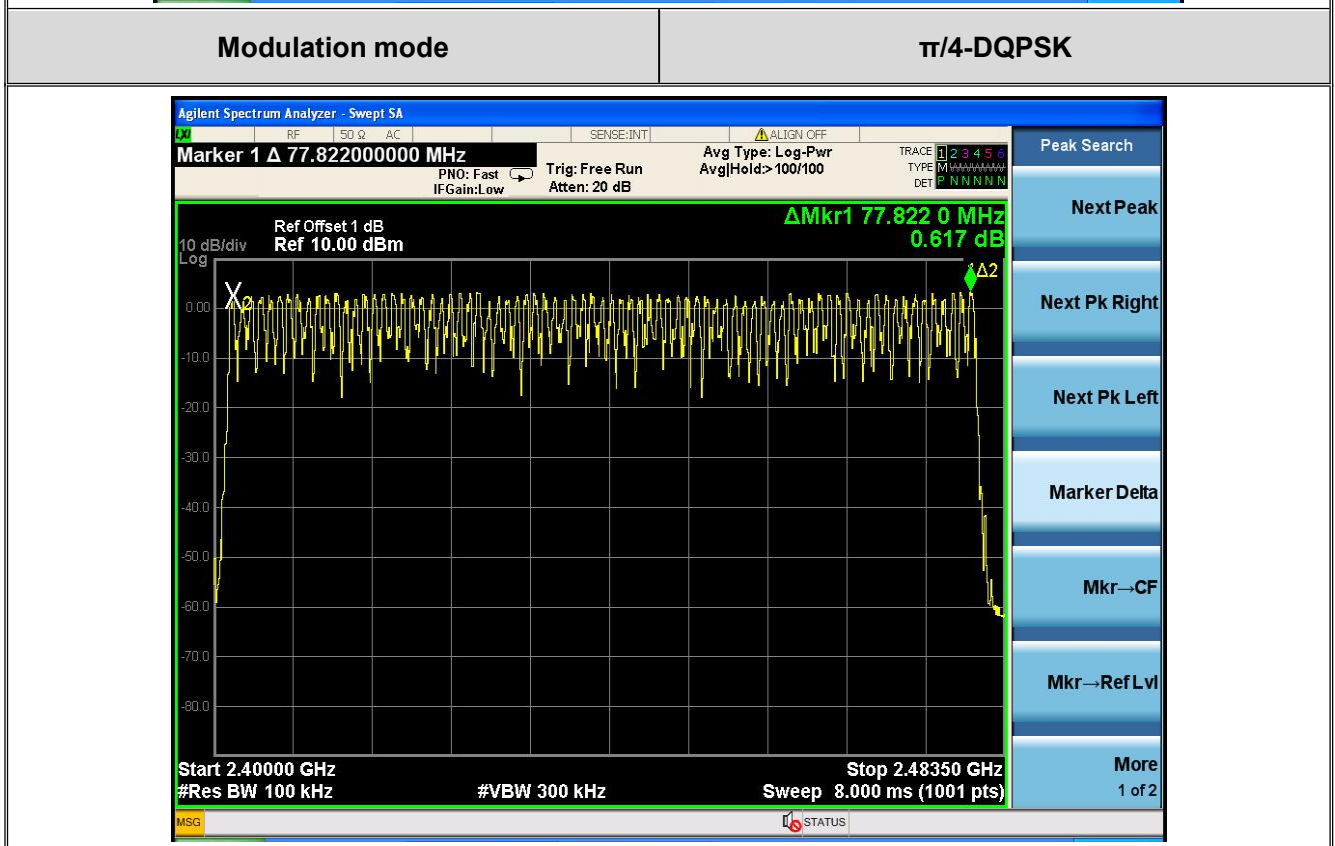 Modulation mode π/4-DQPSK
Agilent Spectrum Analyzer - Swept SA
LXI RF 50 Ω AC SENSE:INT ALIGN OFF
Marker 1 Δ 77.822000000 MHz
PNO: Fast
IFGain:Low
Trig: Free Run
Atten: 20 dB
Avg Type: Log-Pwr
Avg|Hold:>100/100
TRACE 1 2 3 4 5 6
TYPE M
DET P N N N N N
ΔMkr1 77.822 0 MHz
0.617 dB
Ref Offset 1 dB
10 dB/div Ref 10.00 dBm
Log
1Δ2
X2
0.00
-10.0
-20.0
-30.0
-40.0
-50.0
-60.0
-70.0
-80.0
Start 2.40000 GHz Stop 2.48350 GHz
#Res BW 100 kHz #VBW 300 kHz Sweep 8.000 ms (1001 pts)
MSG STATUS
Peak Search
Next Peak
Next Pk Right
Next Pk Left
Marker Delta
Mkr→CF
Mkr→Ref Lvl
More
1 of 2